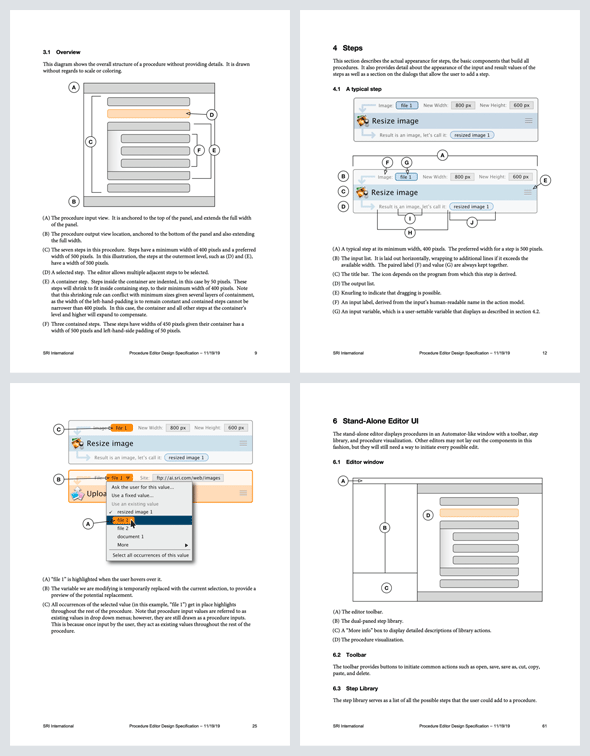 3.1 Overview
This diagram shows the overall structure of a procedure without providing details. It is drawn
without regards to scale or coloring.
A
D
C
F
E
B
(A) The procedure input view. It is anchored to the top of the panel, and extends the full width
of the panel.
(B) The procedure output view location, anchored to the bottom of the panel and also extending
the full width.
(C) The seven steps in this procedure. Steps have a minimum width of 400 pixels and a preferred
width of 500 pixels. In this illustration, the steps at the outermost level, such as (D) and (E),
have a width of 500 pixels.
(D) A selected step. The editor allows multiple adjacent steps to be selected.
(E) A container step. Steps inside the container are indented, in this case by 50 pixels. These
steps will shrink to fit inside containing step, to their minimum width of 400 pixels. Note
that this shrinking rule can conflict with minimum sizes given several layers of containment,
as the width of the left-hand padding is to remain constant and contained steps cannot be
narrower than 400 pixels. In this case, the container and all other steps at the container's
level and higher will expand to compensate.
(F) Three contained steps. These steps have widths of 450 pixels given their container has a
width of 500 pixels and left-hand-side padding of 50 pixels.
SRI International Procedure Editor Design Specification – 11/19/19 9
4 Steps
This section describes the actual appearance for steps, the basic components that build all
procedures. It also provides detail about the appearance of the input and result values of the
steps as well as a section on the dialogs that allow the user to add a step.
4.1 A typical step
Image: file 1 New Width: 800 px New Height: 600 px
Resize image
Result is an image, let's call it: resized image 1
A
F G
B Image: file 1 New Width: 800 px New Height: 600 px
E
C Resize image
D Result is an image, let's call it: resized image 1
I
J
H
(A) A typical step at its minimum width, 400 pixels. The preferred width for a step is 500 pixels.
(B) The input list. It is laid out horizontally, wrapping to additional lines if it exceeds the
available width. The paired label (F) and value (G) are always kept together.
(C) The title bar. The icon depends on the program from which this step is derived.
(D) The output list.
(E) Knurling to indicate that dragging is possible.
(F) An input label, derived from the input's human-readable name in the action model.
(G) An input variable, which is a user-settable variable that displays as described in section 4.2.
SRI International Procedure Editor Design Specification – 11/19/19 12
C Image: file 1 New Width: 800 px New Height: 600 px
Resize image
Result is an image, let's call it: resized image 1
B File: file 1 Site: ftp://ai.sri.com/web/images
Uploa
Ask the user for this value...
Use a fixed value...
Use an existing value
✓ resized image 1
A file 1
file 2
document 1
More
Select all occurrences of this value
(A) "file 1" is highlighted when the user hovers over it.
(B) The variable we are modifying is temporarily replaced with the current selection, to provide a
preview of the potential replacement.
(C) All occurrences of the selected value (in this example, "file 1") get in place highlights
throughout the rest of the procedure. Note that procedure input values are referred to as
existing values in drop down menus; however, they are still drawn as a procedure inputs.
This is because once input by the user, they act as existing values throughout the rest of the
procedure.
SRI International Procedure Editor Design Specification – 11/19/19 25
6 Stand-Alone Editor UI
The stand-alone editor displays procedures in an Automator-like window with a toolbar, step
library, and procedure visualization. Other editors may not lay out the components in this
fashion, but they will still need a way to initiate every possible edit.
6.1 Editor window
A
D
B
C
(A) The editor toolbar.
(B) The dual-paned step library.
(C) A "More info" box to display detailed descriptions of library actions.
(D) The procedure visualization.
6.2 Toolbar
The toolbar provides buttons to initiate common actions such as open, save, save as, cut, copy,
paste, and delete.
6.3 Step Library
The step library serves as a list of all the possible steps that the user could add to a procedure.
SRI International Procedure Editor Design Specification – 11/19/19 61